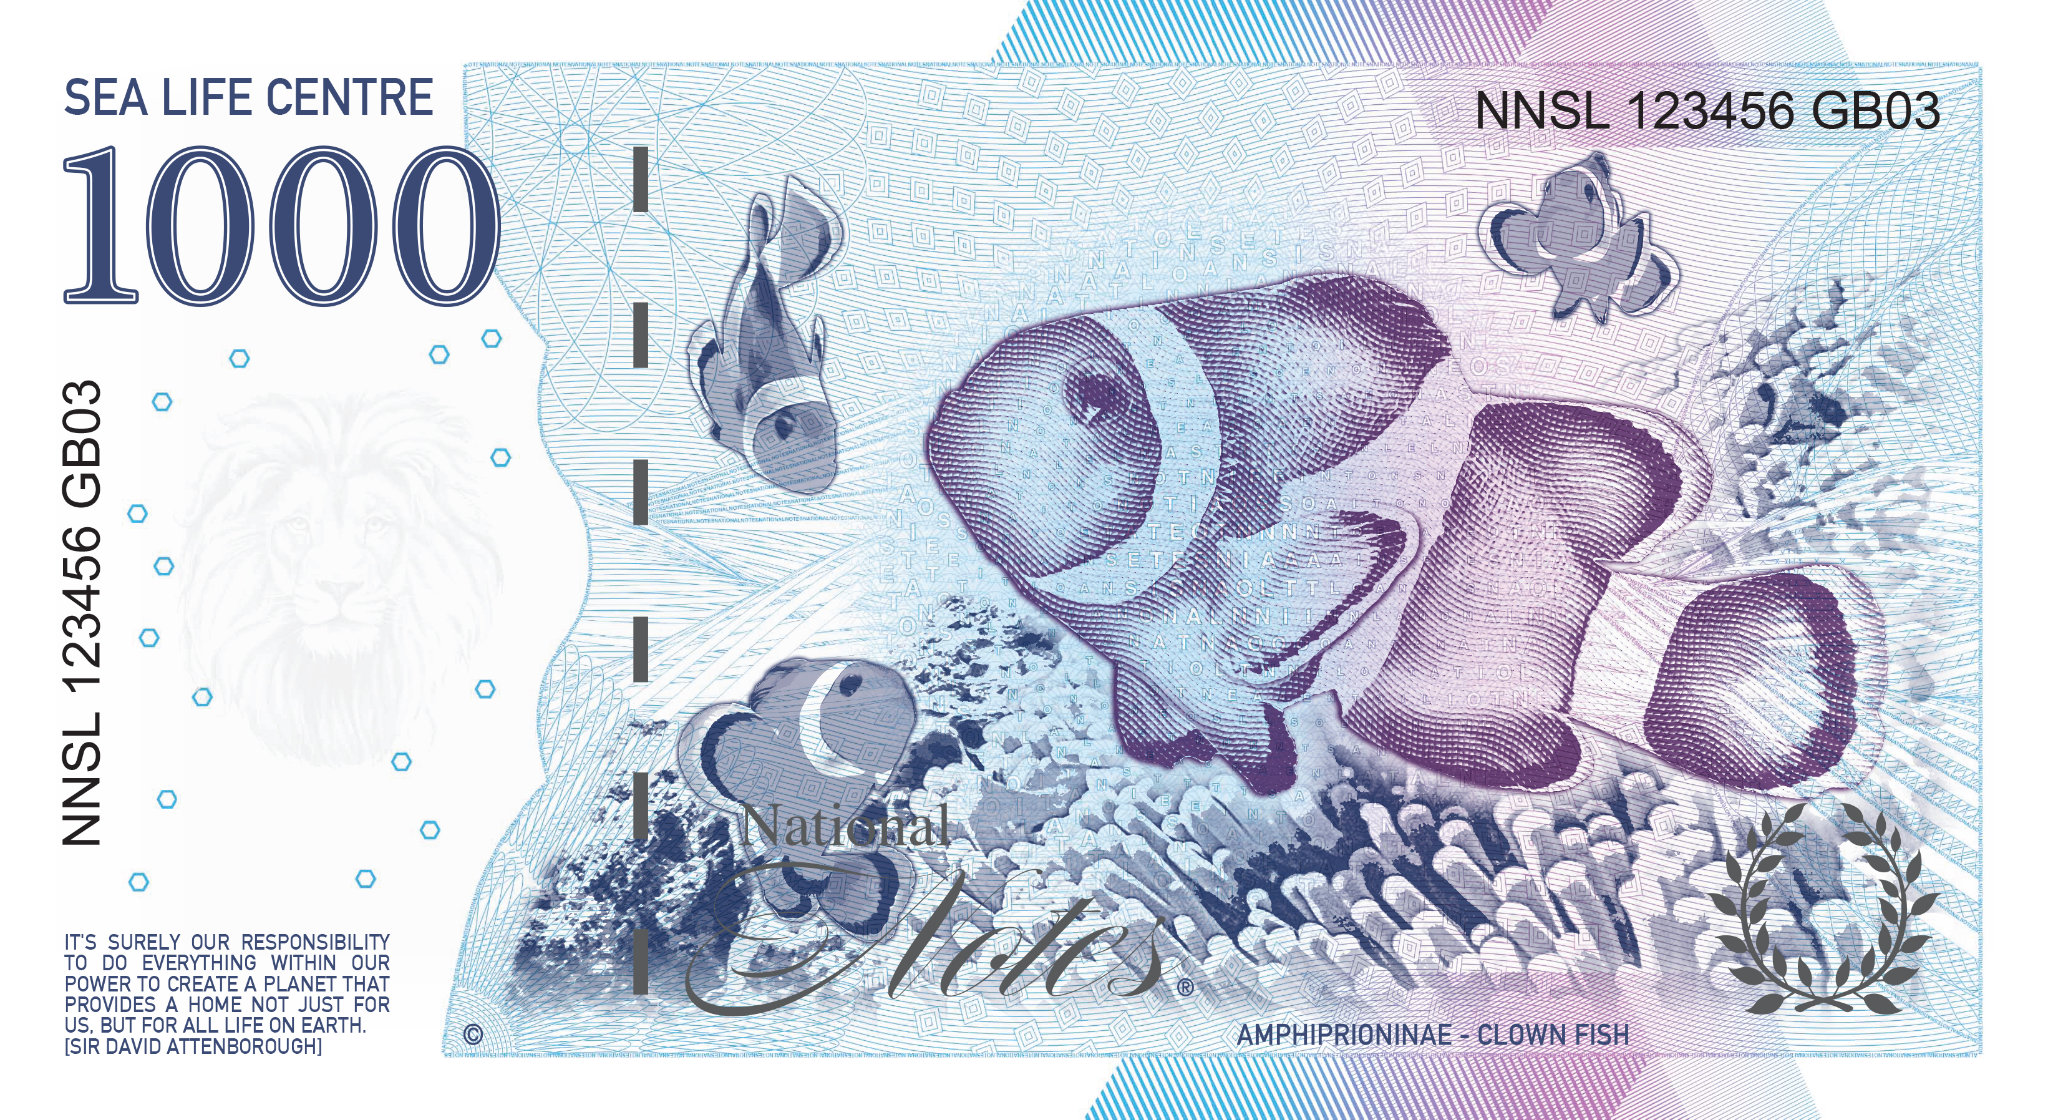 SEA LIFE CENTRE
1000
NNSL 123456 GB03
NNSL 123456 GB03
National
Notes®
IT'S SURELY OUR RESPONSIBILITY
TO DO EVERYTHING WITHIN OUR
POWER TO CREATE A PLANET THAT
PROVIDES A HOME NOT JUST FOR
US, BUT FOR ALL LIFE ON EARTH.
[SIR DAVID ATTENBOROUGH]
©
AMPHIPRIONINAE - CLOWN FISH